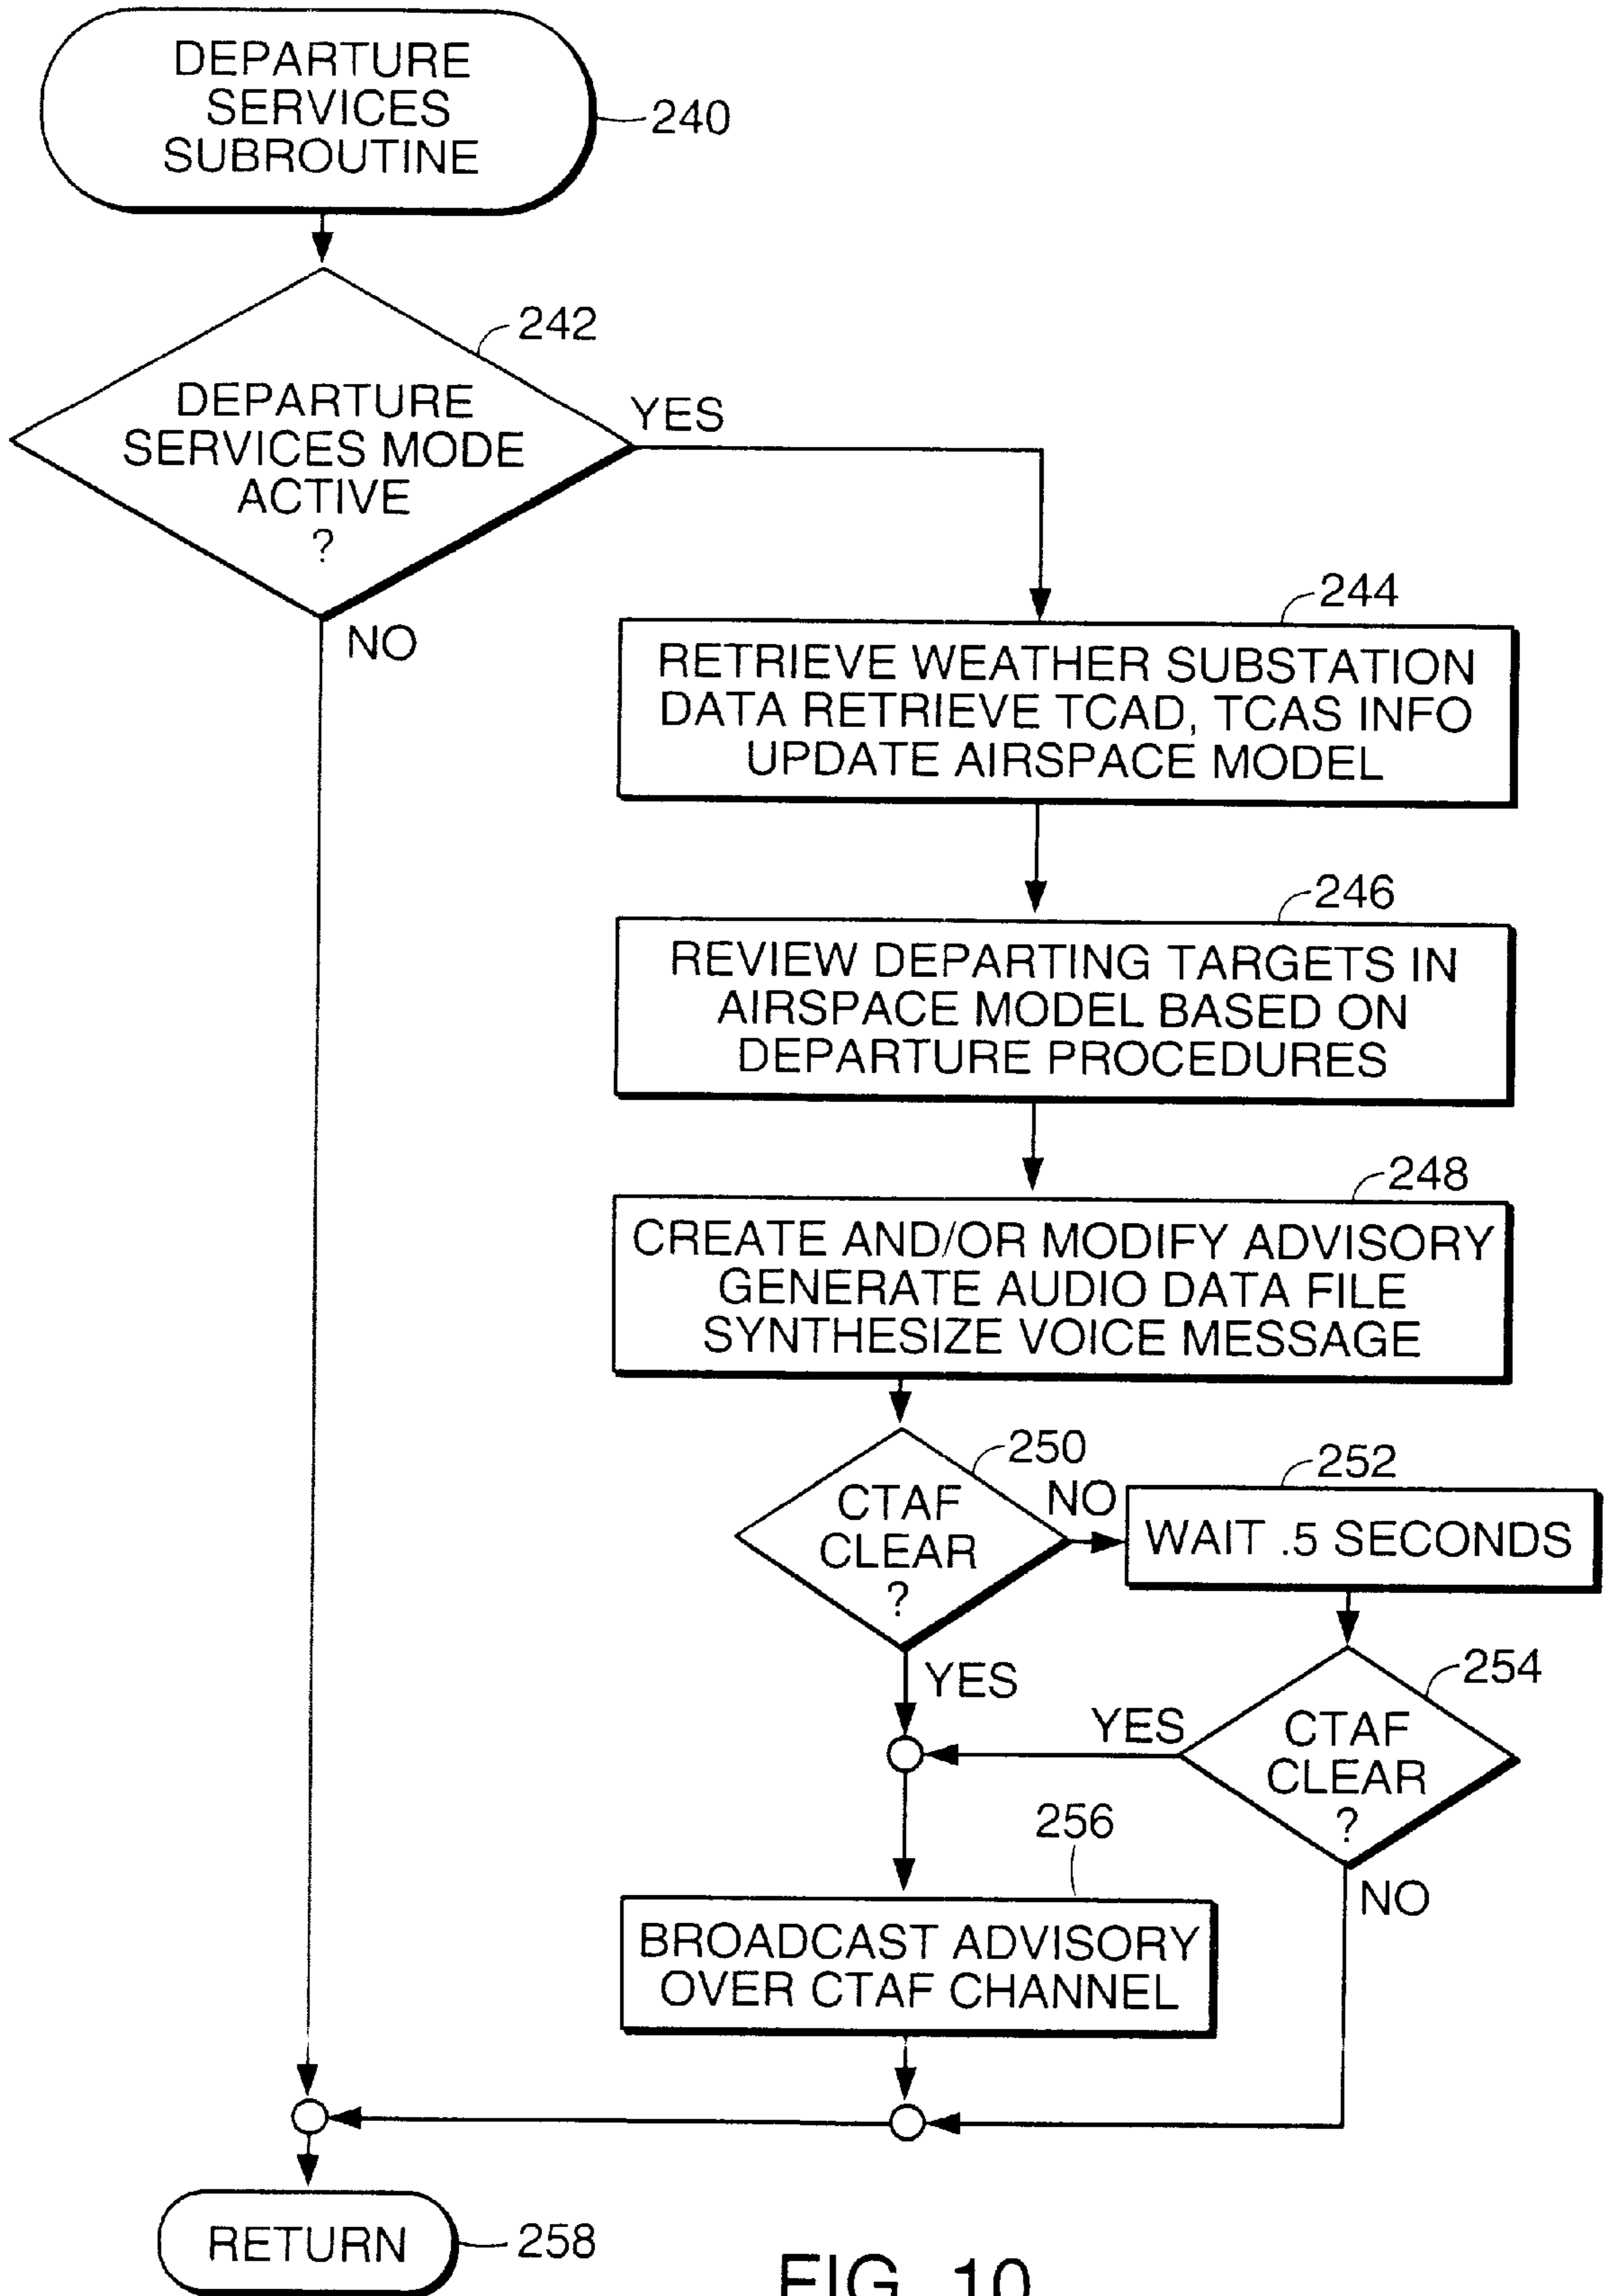 DEPARTURE
SERVICES
SUBROUTINE
240
242
DEPARTURE
SERVICES MODE
ACTIVE
?
YES
NO
244
RETRIEVE WEATHER SUBSTATION
DATA RETRIEVE TCAD, TCAS INFO
UPDATE AIRSPACE MODEL
246
REVIEW DEPARTING TARGETS IN
AIRSPACE MODEL BASED ON
DEPARTURE PROCEDURES
248
CREATE AND/OR MODIFY ADVISORY
GENERATE AUDIO DATA FILE
SYNTHESIZE VOICE MESSAGE
250
CTAF
CLEAR
?
NO
YES
252
WAIT .5 SECONDS
254
CTAF
CLEAR
?
YES
NO
256
BROADCAST ADVISORY
OVER CTAF CHANNEL
RETURN
258
FIG. 10